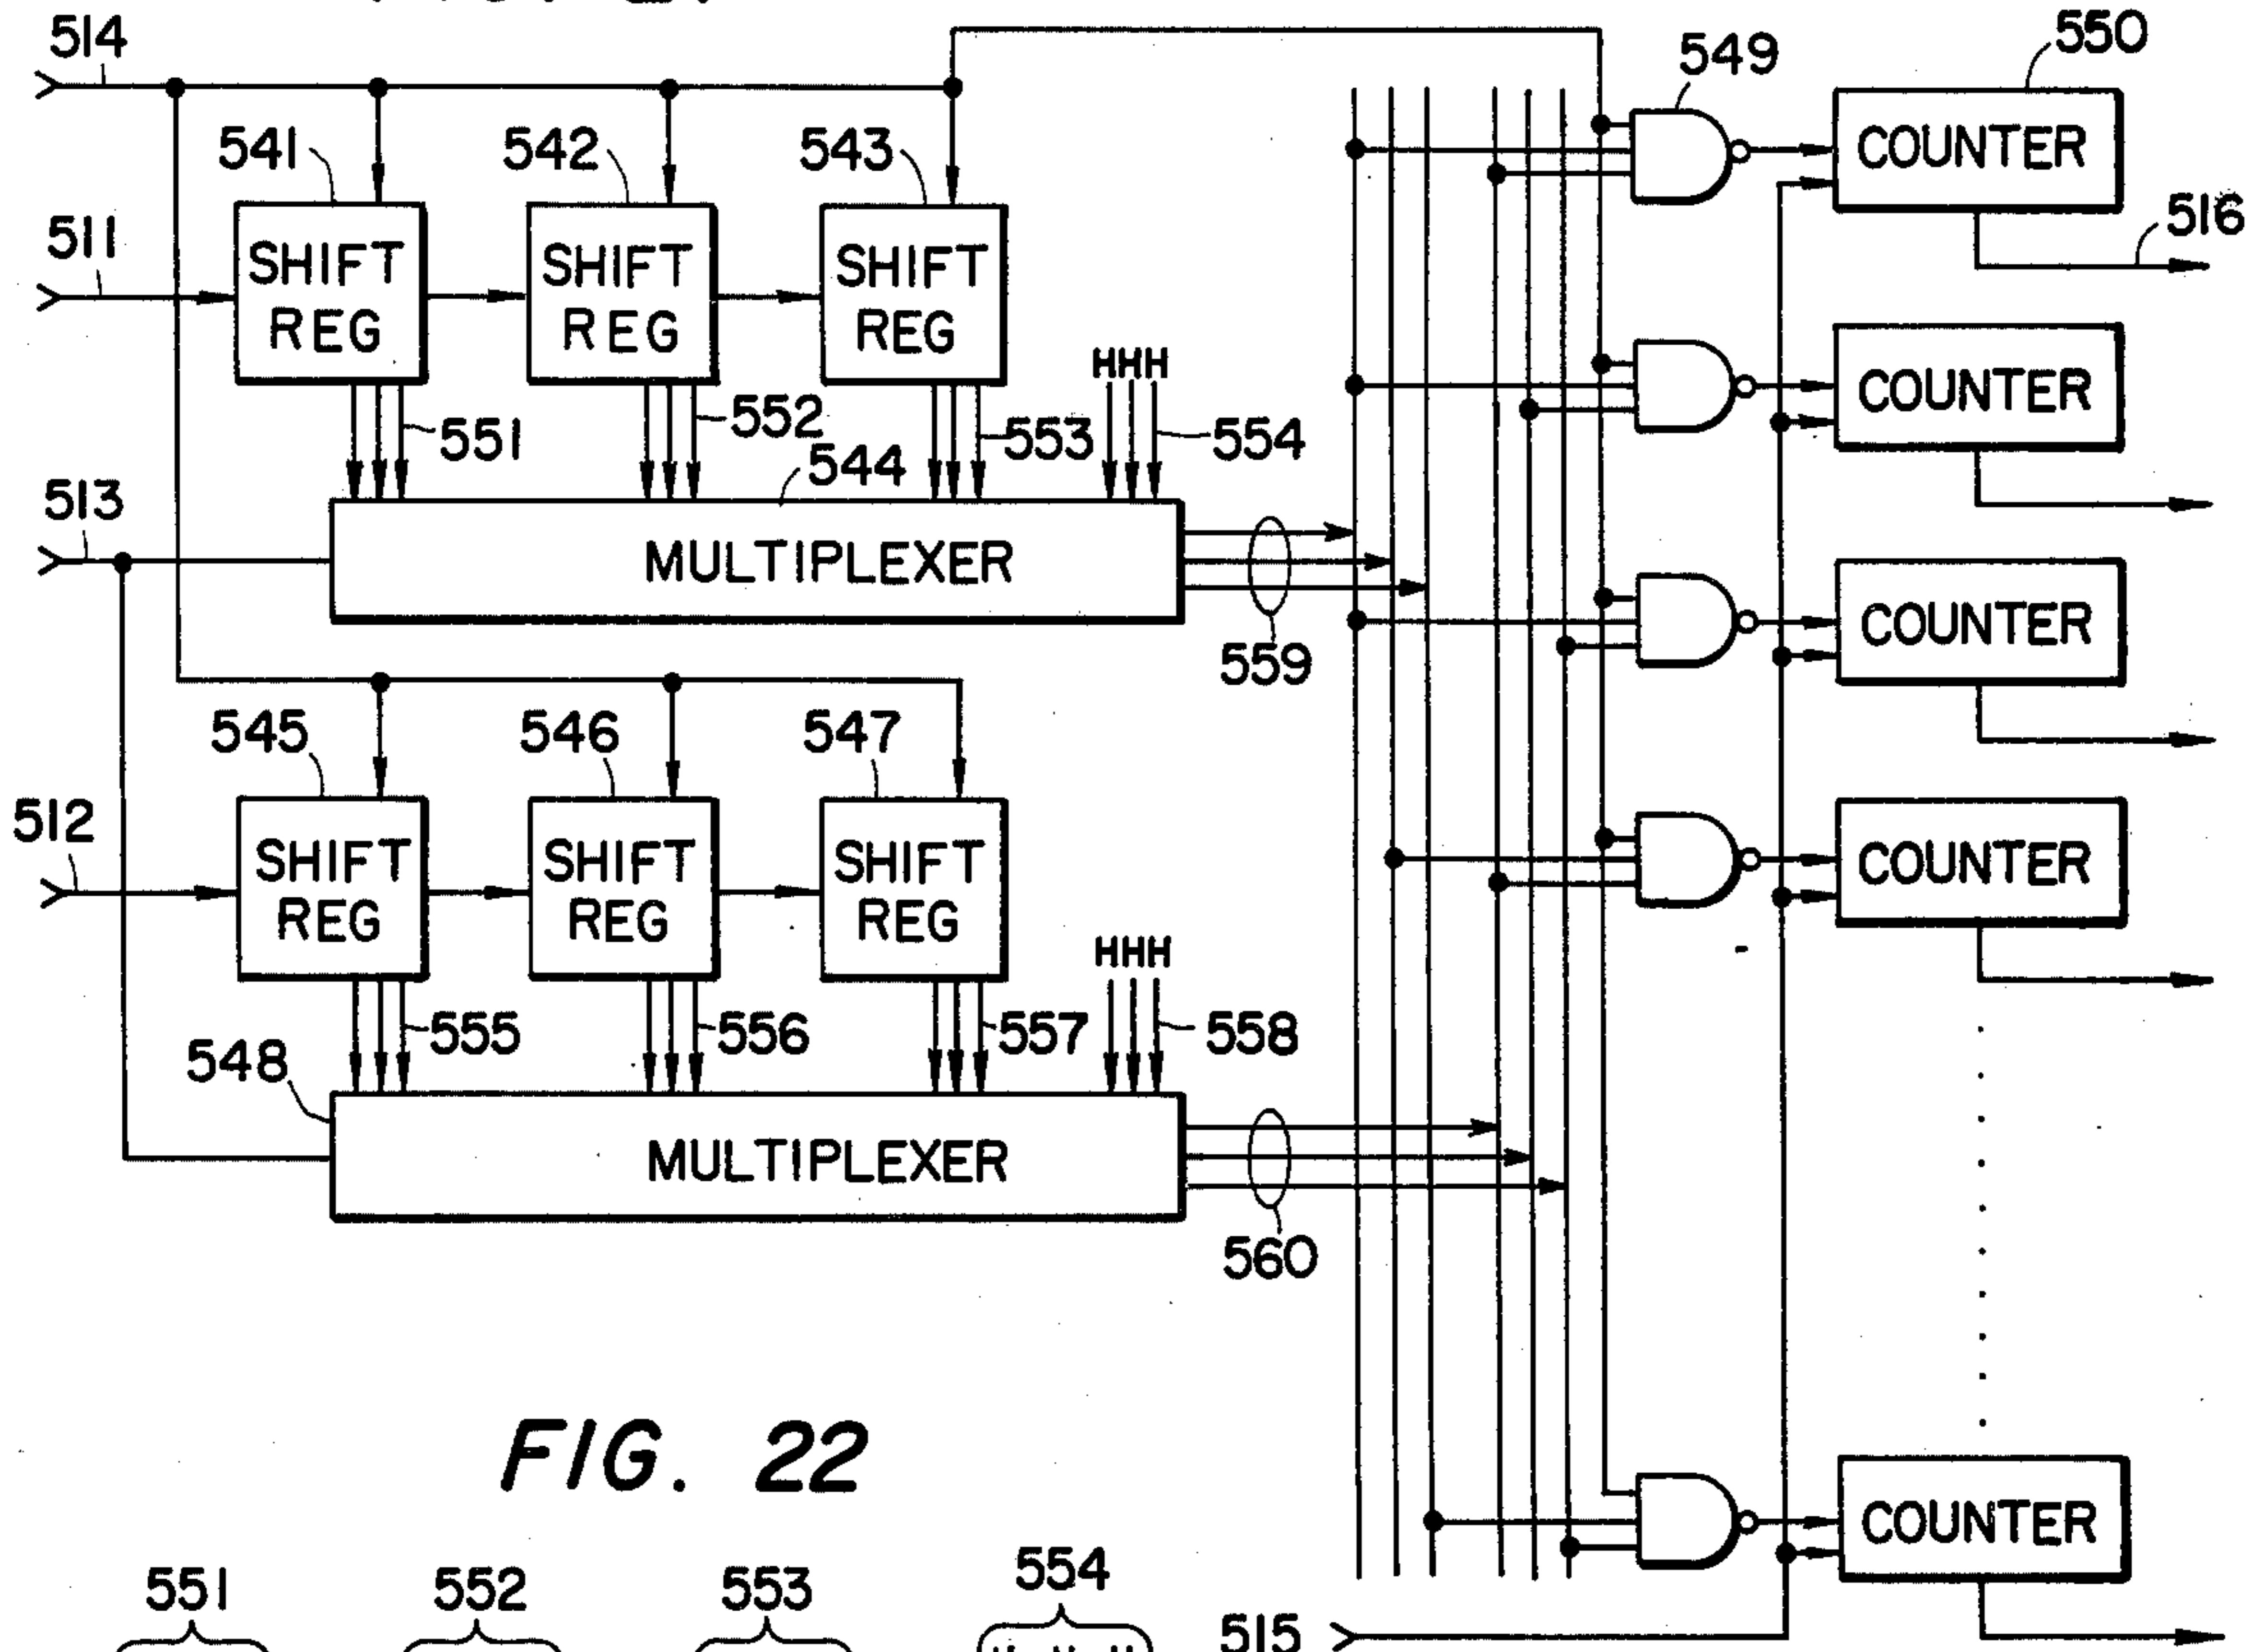 514
549
550
541
542
543
COUNTER
511
SHIFT REG
SHIFT REG
SHIFT REG
516
HHH
COUNTER
551
552
553
554
513
544
MULTIPLEXER
COUNTER
559
545
546
547
512
SHIFT REG
SHIFT REG
SHIFT REG
COUNTER
HHH
555
556
557
558
548
MULTIPLEXER
560
FIG. 22
COUNTER
551
552
553
554
515